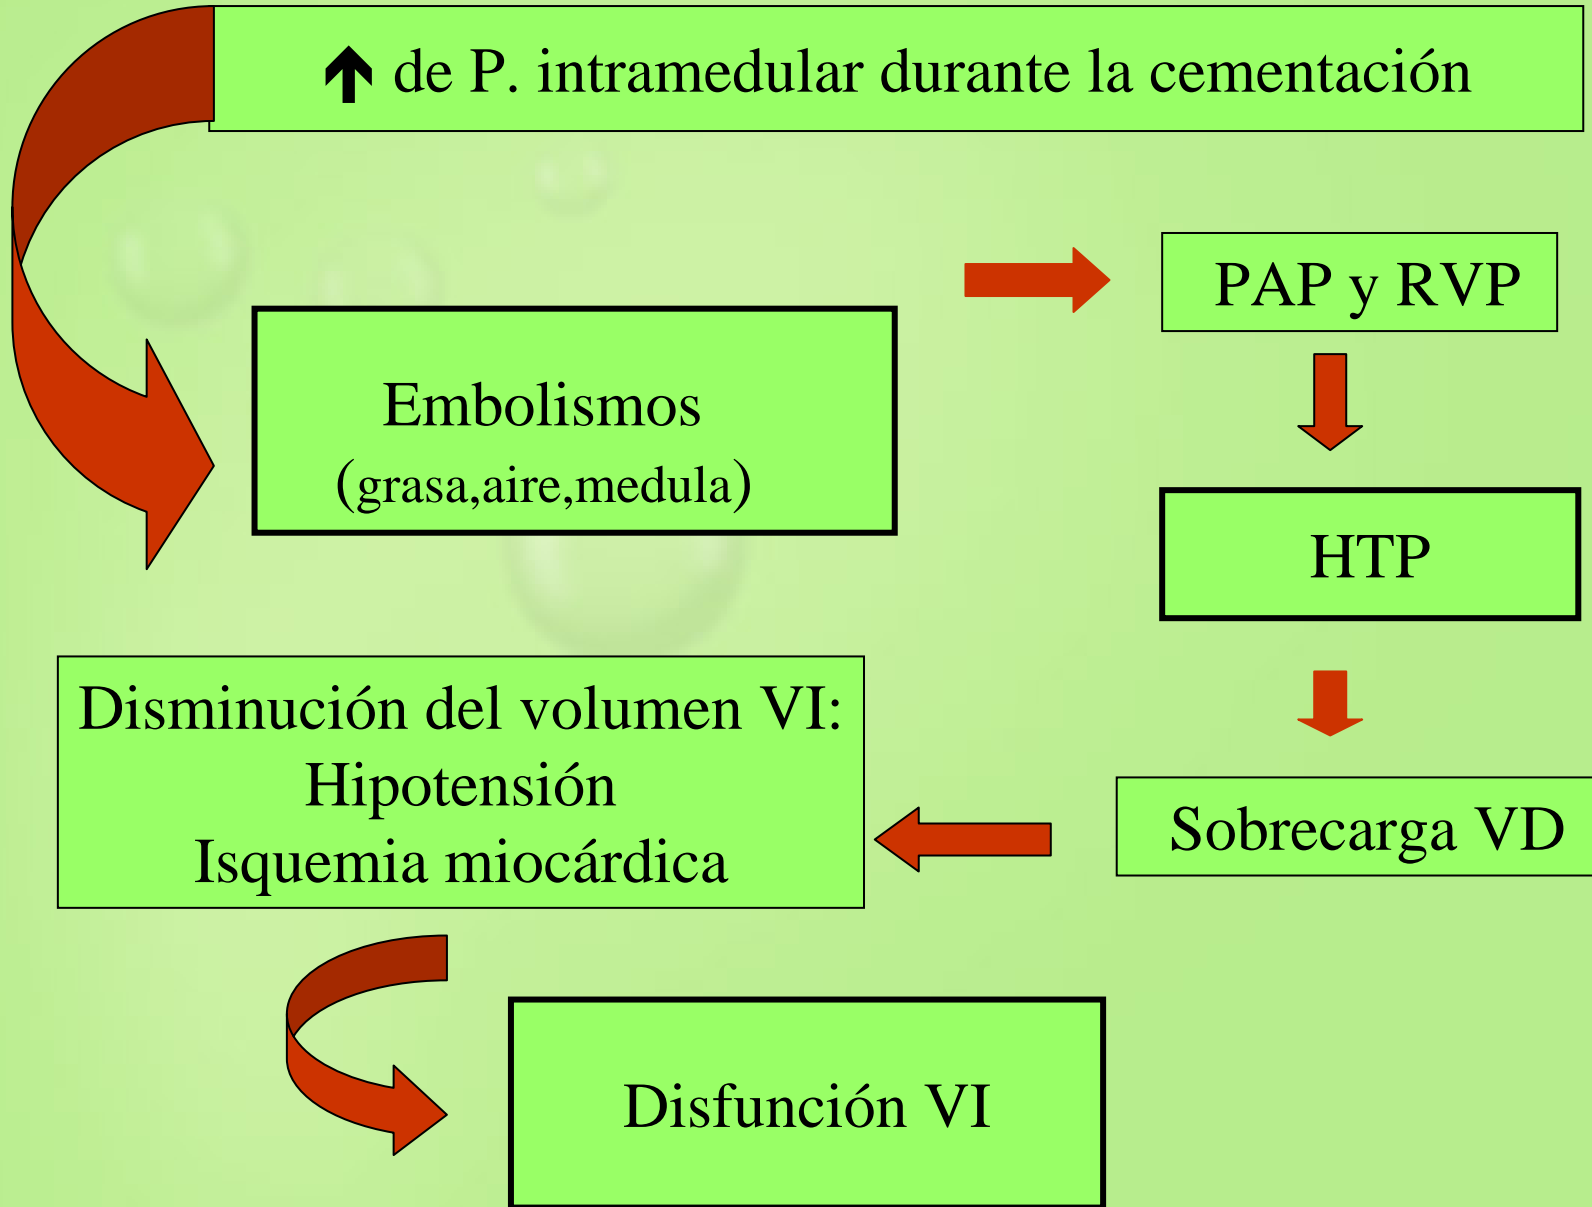 🡹 de P. intramedular durante la cementación
PAP y RVP
Embolismos
(grasa,aire,medula)
HTP
Disminución del volumen VI:
Hipotensión
Isquemia miocárdica
Sobrecarga VD
Disfunción VI